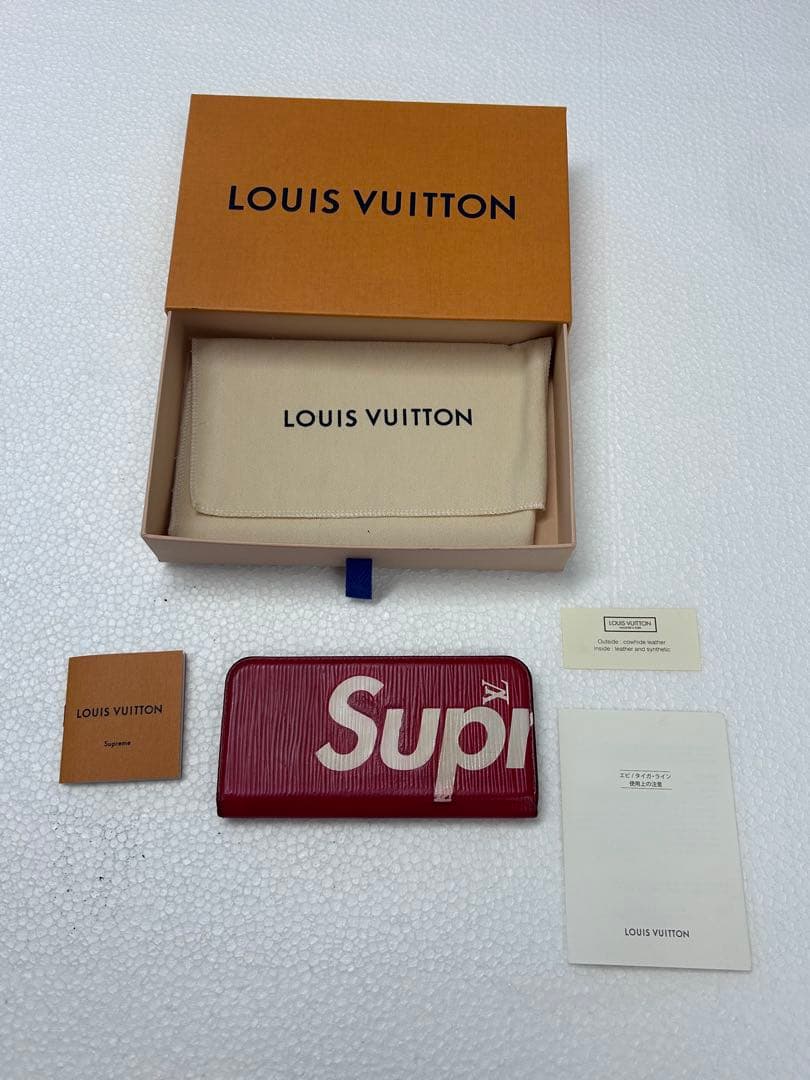 LOUIS VUITTON
LOUIS VUITTON
LOUIS VUITTON
Outside : cowhide leather
Inside : leather and synthetic
LOUIS VUITTON
Supreme
Supr
LV
エピ / タイガ・ライン
使用上の注意
LOUIS VUITTON